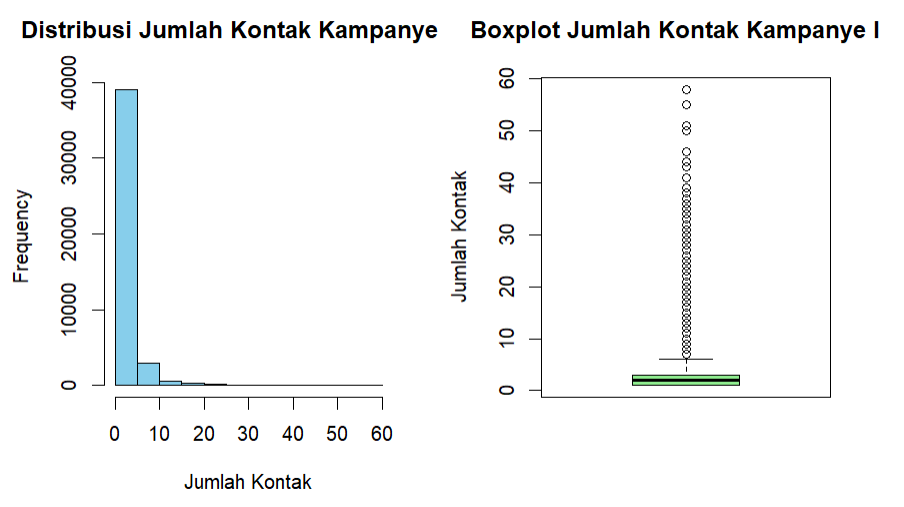 Distribusi Jumlah Kontak Kampanye
Frequency
0
10000
20000
30000
40000
0 10 20 30 40 50 60
Jumlah Kontak
Boxplot Jumlah Kontak Kampanye I
Jumlah Kontak
0
10
20
30
40
50
60